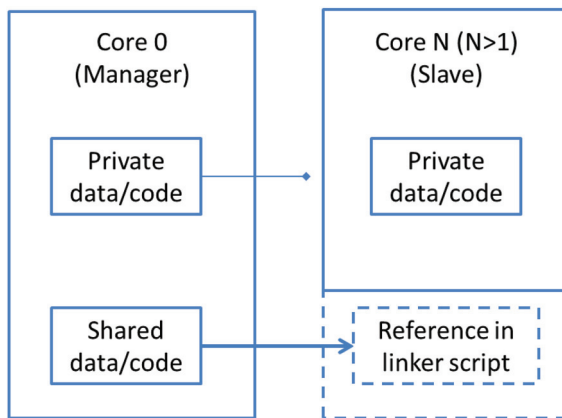 Core 0
(Manager)
Private
data/code
Shared
data/code
Core N (N>1)
(Slave)
Private
data/code
Reference in
linker script